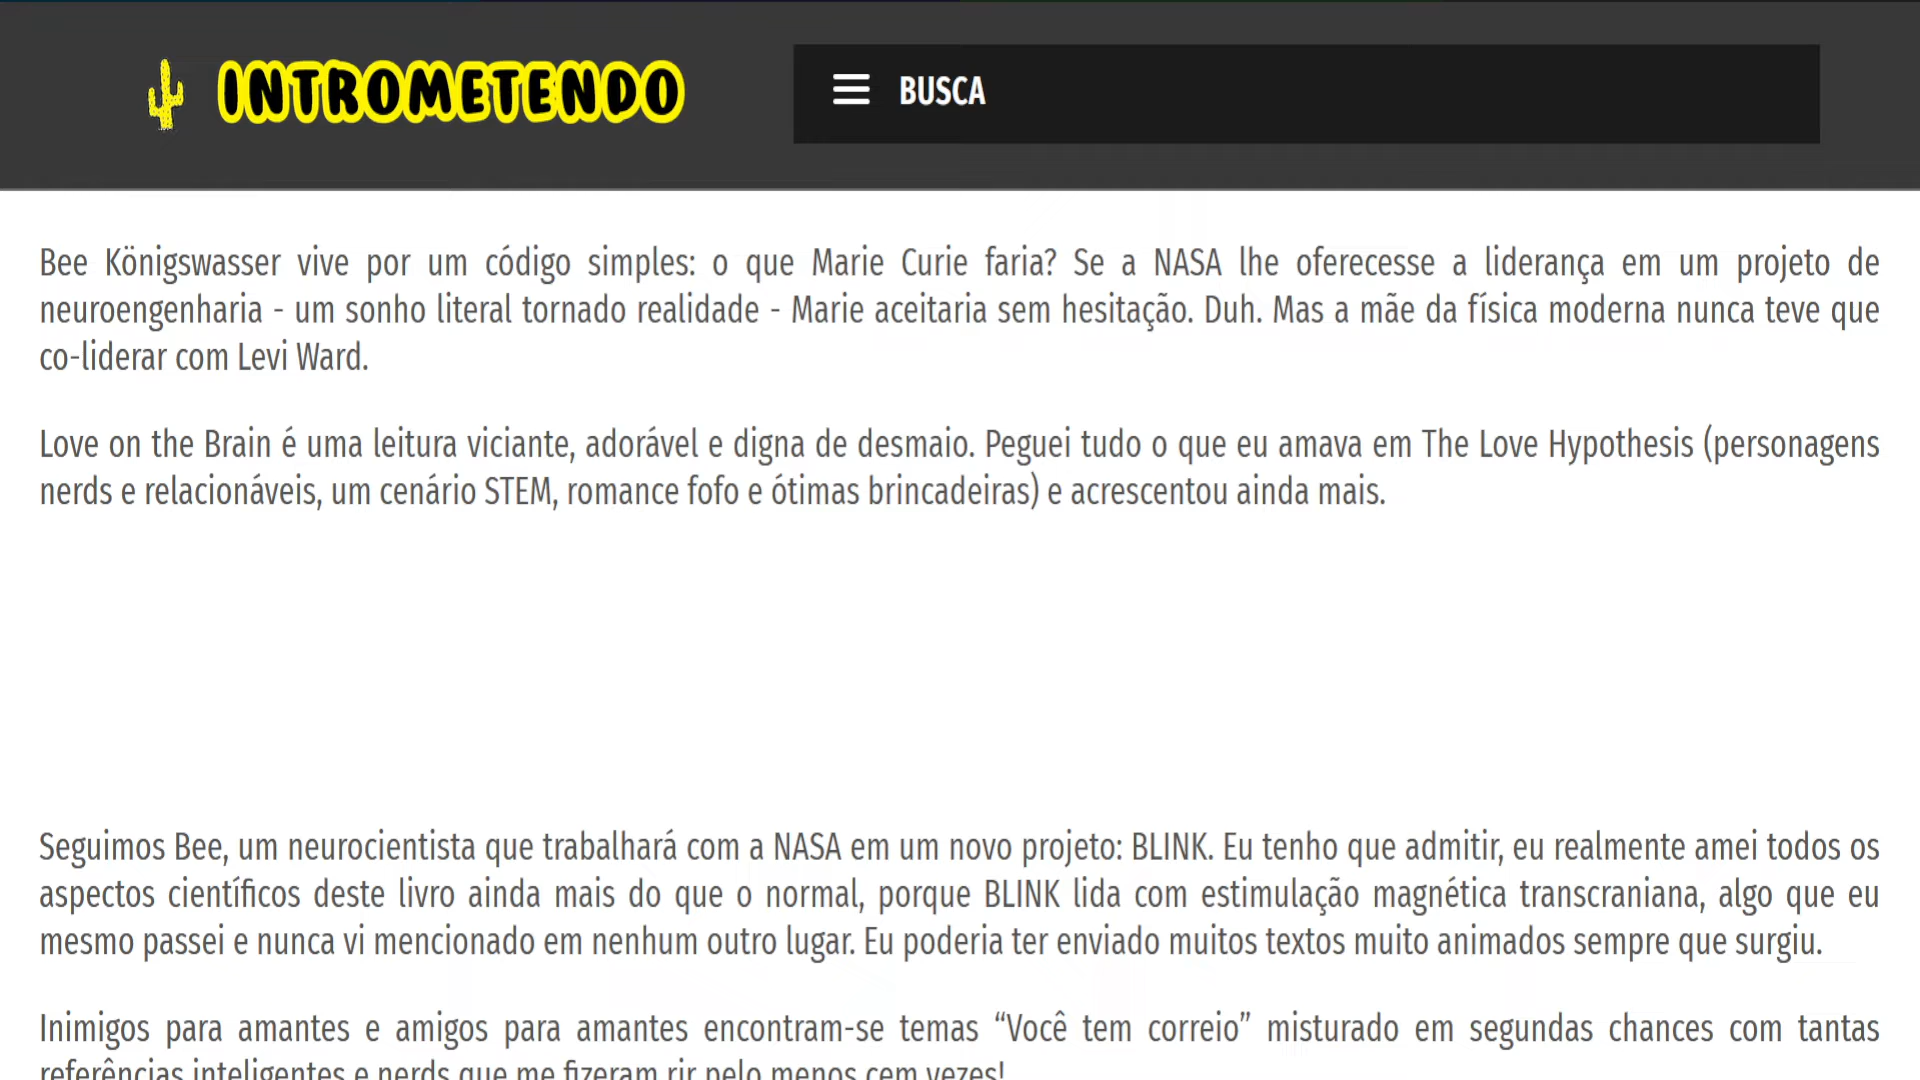 INTROMETENDO
BUSCA
Bee Königswasser vive por um código simples: o que Marie Curie faria? Se a NASA lhe oferecesse a liderança em um projeto de
neuroengenharia - um sonho literal tornado realidade - Marie aceitaria sem hesitação. Duh. Mas a mãe da física moderna nunca teve que
co-liderar com Levi Ward.
Love on the Brain é uma leitura viciante, adorável e digna de desmaio. Peguei tudo o que eu amava em The Love Hypothesis (personagens
nerds e relacionáveis, um cenário STEM, romance fofo e ótimas brincadeiras) e acrescentou ainda mais.
Seguimos Bee, um neurocientista que trabalhará com a NASA em um novo projeto: BLINK. Eu tenho que admitir, eu realmente amei todos os
aspectos científicos deste livro ainda mais do que o normal, porque BLINK lida com estimulação magnética transcraniana, algo que eu
mesmo passei e nunca vi mencionado em nenhum outro lugar. Eu poderia ter enviado muitos textos muito animados sempre que surgiu.
Inimigos para amantes e amigos para amantes encontram-se temas “Você tem correio” misturado em segundas chances com tantas
referências inteligentes e nerds que me fizeram rir pelo menos cem vezes!